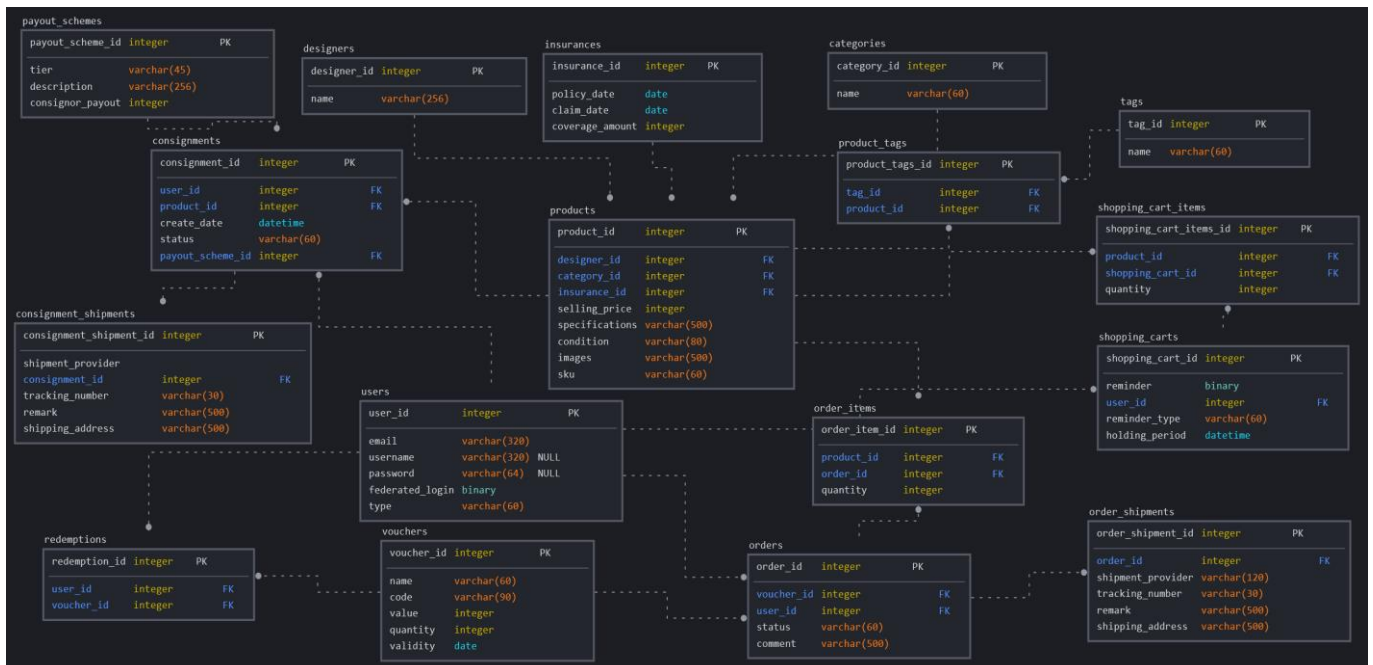 payout_schemes
payout_scheme_id integer PK
tier varchar(45)
description varchar(256)
consignor_payout integer
designers
designer_id integer PK
name varchar(256)
insurances
insurance_id integer PK
policy_date date
claim_date date
coverage_amount integer
categories
category_id integer PK
name varchar(60)
tags
tag_id integer PK
name varchar(60)
consignments
consignment_id integer PK
user_id integer FK
product_id integer FK
create_date datetime
status varchar(60)
payout_scheme_id integer FK
product_tags
product_tags_id integer PK
tag_id integer FK
product_id integer FK
products
product_id integer PK
designer_id integer FK
category_id integer FK
insurance_id integer FK
selling_price integer
specifications varchar(500)
condition varchar(80)
images varchar(500)
sku varchar(60)
shopping_cart_items
shopping_cart_items_id integer PK
product_id integer FK
shopping_cart_id integer FK
quantity integer
consignment_shipments
consignment_shipment_id integer PK
shipment_provider
consignment_id integer FK
tracking_number varchar(30)
remark varchar(500)
shipping_address varchar(500)
shopping_carts
shopping_cart_id integer PK
reminder binary
user_id integer FK
reminder_type varchar(60)
holding_period datetime
users
user_id integer PK
email varchar(320)
username varchar(320) NULL
password varchar(64) NULL
federated_login binary
type varchar(60)
order_items
order_item_id integer PK
product_id integer FK
order_id integer FK
quantity integer
redemptions
redemption_id integer PK
user_id integer FK
voucher_id integer FK
vouchers
voucher_id integer PK
name varchar(60)
code varchar(90)
value integer
quantity integer
validity date
orders
order_id integer PK
voucher_id integer FK
user_id integer FK
status varchar(60)
comment varchar(500)
order_shipments
order_shipment_id integer PK
order_id integer FK
shipment_provider varchar(120)
tracking_number varchar(30)
remark varchar(500)
shipping_address varchar(500)